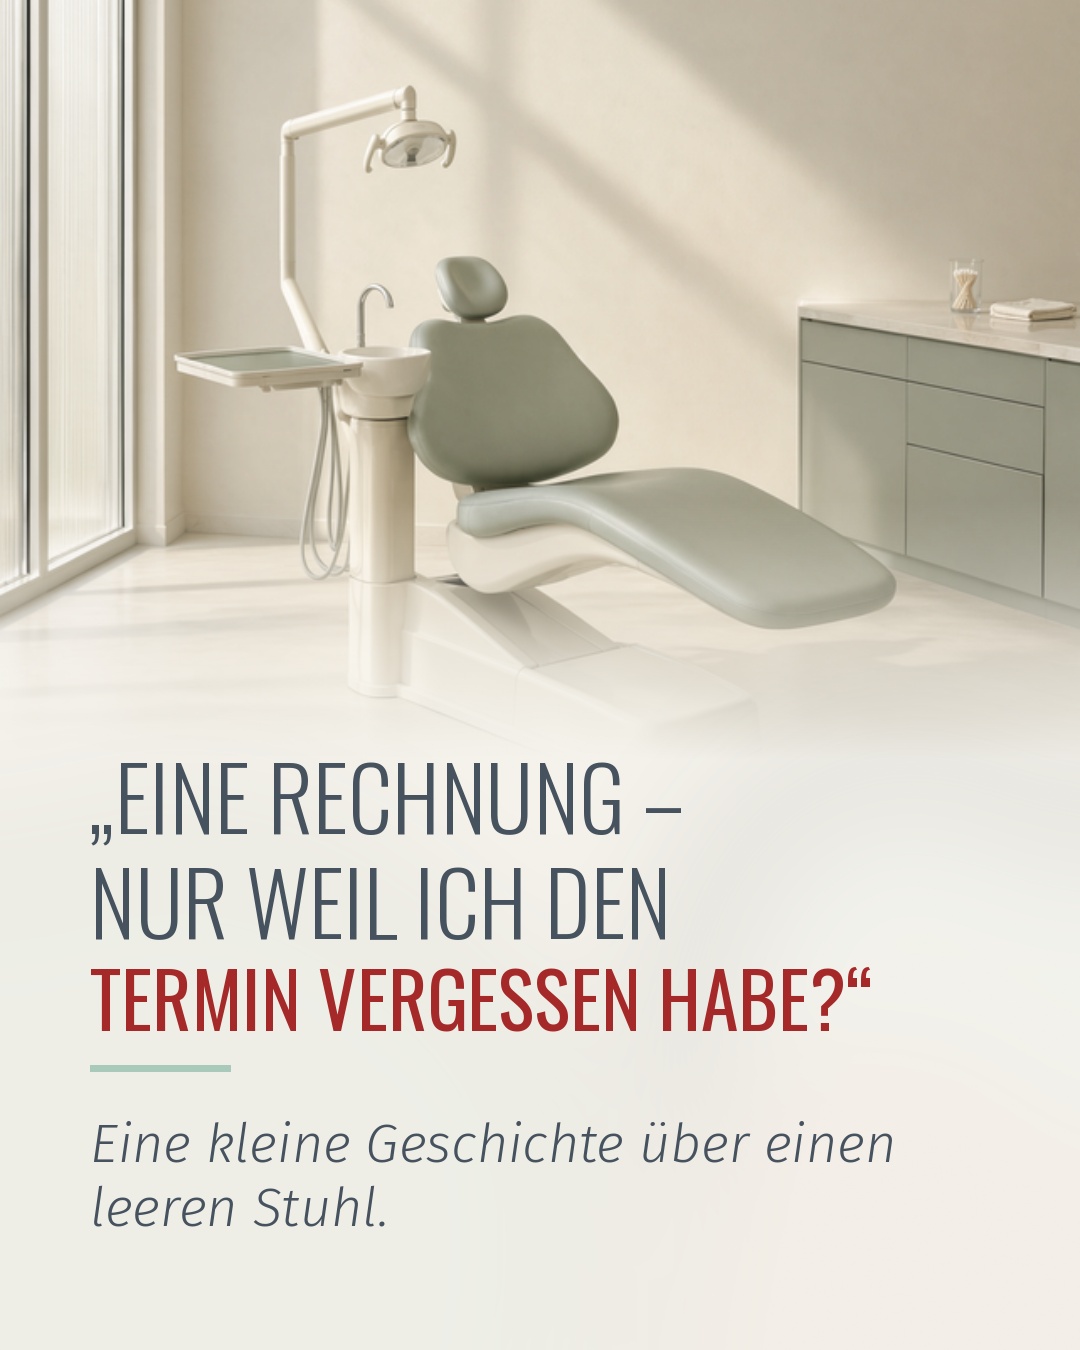 „EINE RECHNUNG –
NUR WEIL ICH DEN
TERMIN VERGESSEN HABE?“
Eine kleine Geschichte über einen
leeren Stuhl.